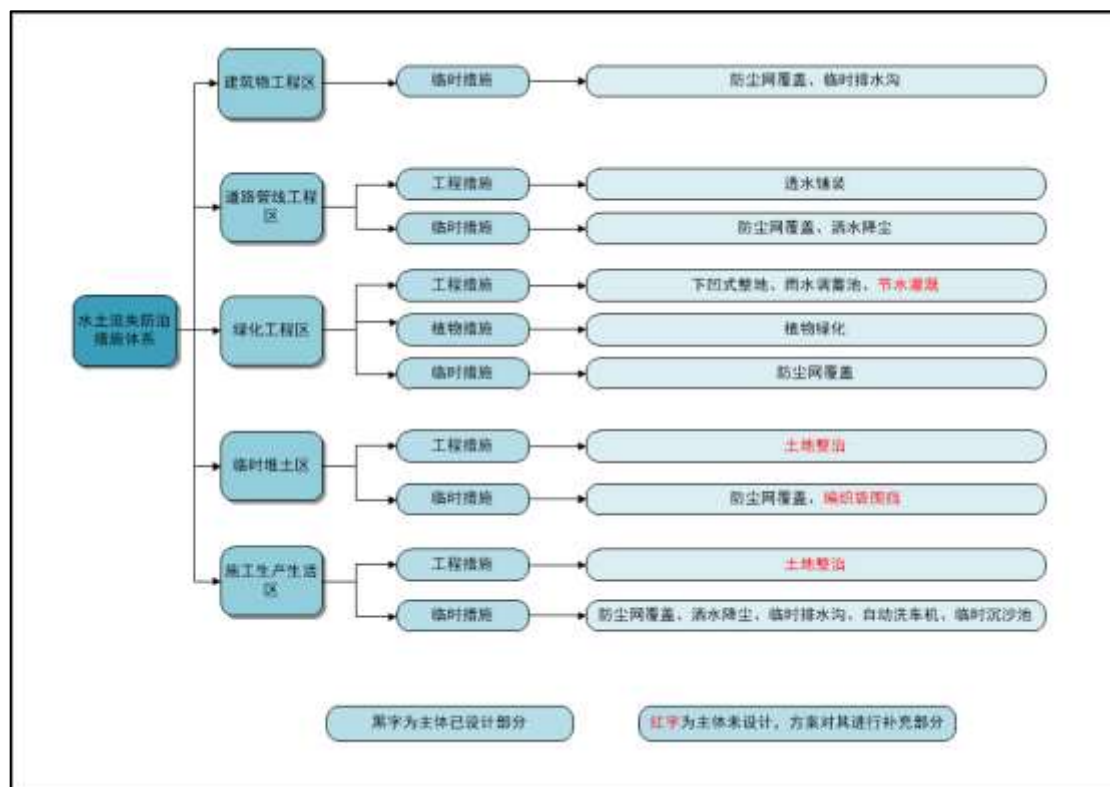 建筑物工程区
临时措施
防尘网覆盖、临时排水沟
道路管线工程
区
工程措施
透水铺装
临时措施
防尘网覆盖、洒水降尘
水土流失防治
措施体系
绿化工程区
工程措施
下凹式整地、雨水调蓄池、节水灌溉
植物措施
植物绿化
临时措施
防尘网覆盖
临时堆土区
工程措施
土地整治
临时措施
防尘网覆盖、编织袋围挡
施工生产生活
区
工程措施
土地整治
临时措施
防尘网覆盖、洒水降尘、临时排水沟、自动洗车机、临时沉沙池
黑字为主体已设计部分
红字为主体未设计，方案对其进行补充部分